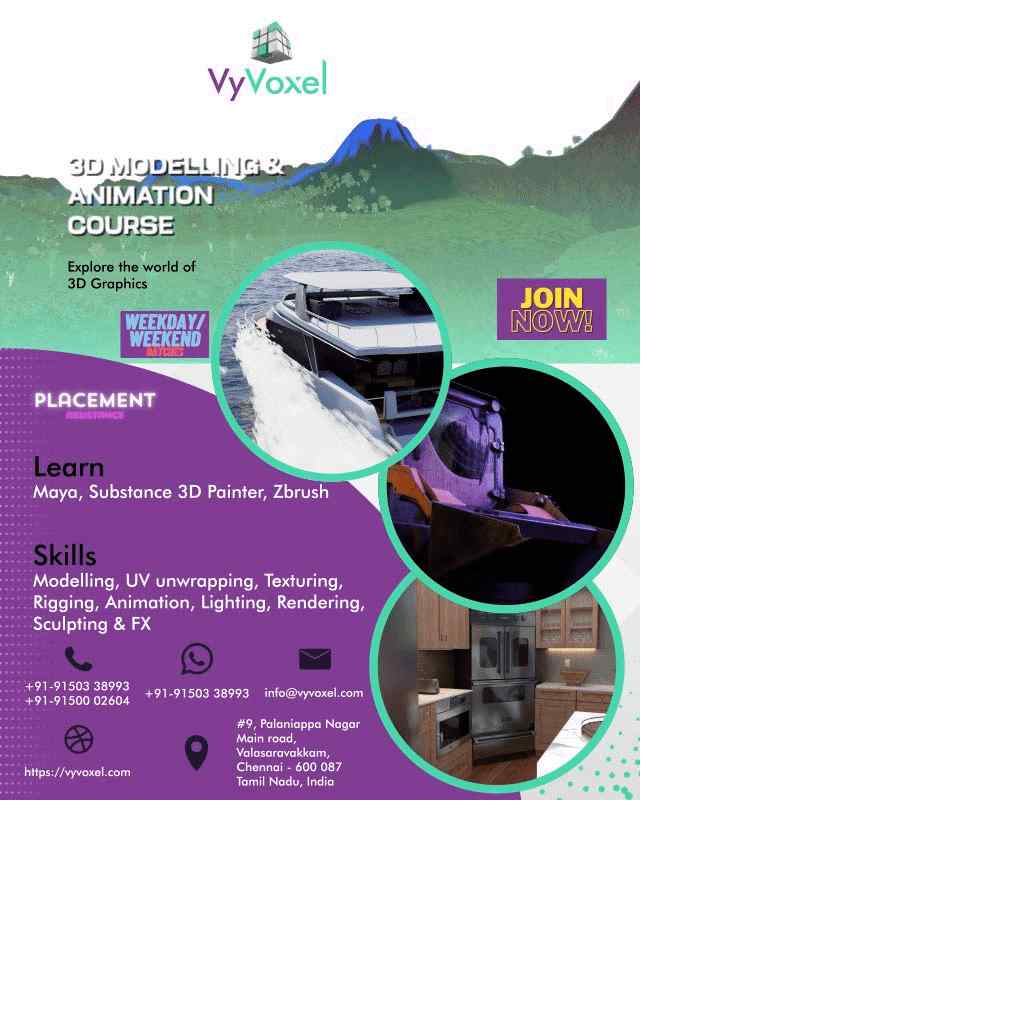 VyVoxel
3D MODELLING &
ANIMATION
COURSE
Explore the world of
3D Graphics
JOIN
NOW!
WEEKDAY/
WEEKEND
BATCHES
PLACEMENT
ASSISTANCE
Learn
Maya, Substance 3D Painter, Zbrush
Skills
Modelling, UV unwrapping, Texturing,
Rigging, Animation, Lighting, Rendering,
Sculpting & FX
+91-91503 38993
+91-91500 02604
+91-91503 38993
info@vyvoxel.com
https://vyvoxel.com
#9, Palaniappa Nagar
Main road,
Valasaravakkam,
Chennai - 600 087
Tamil Nadu, India